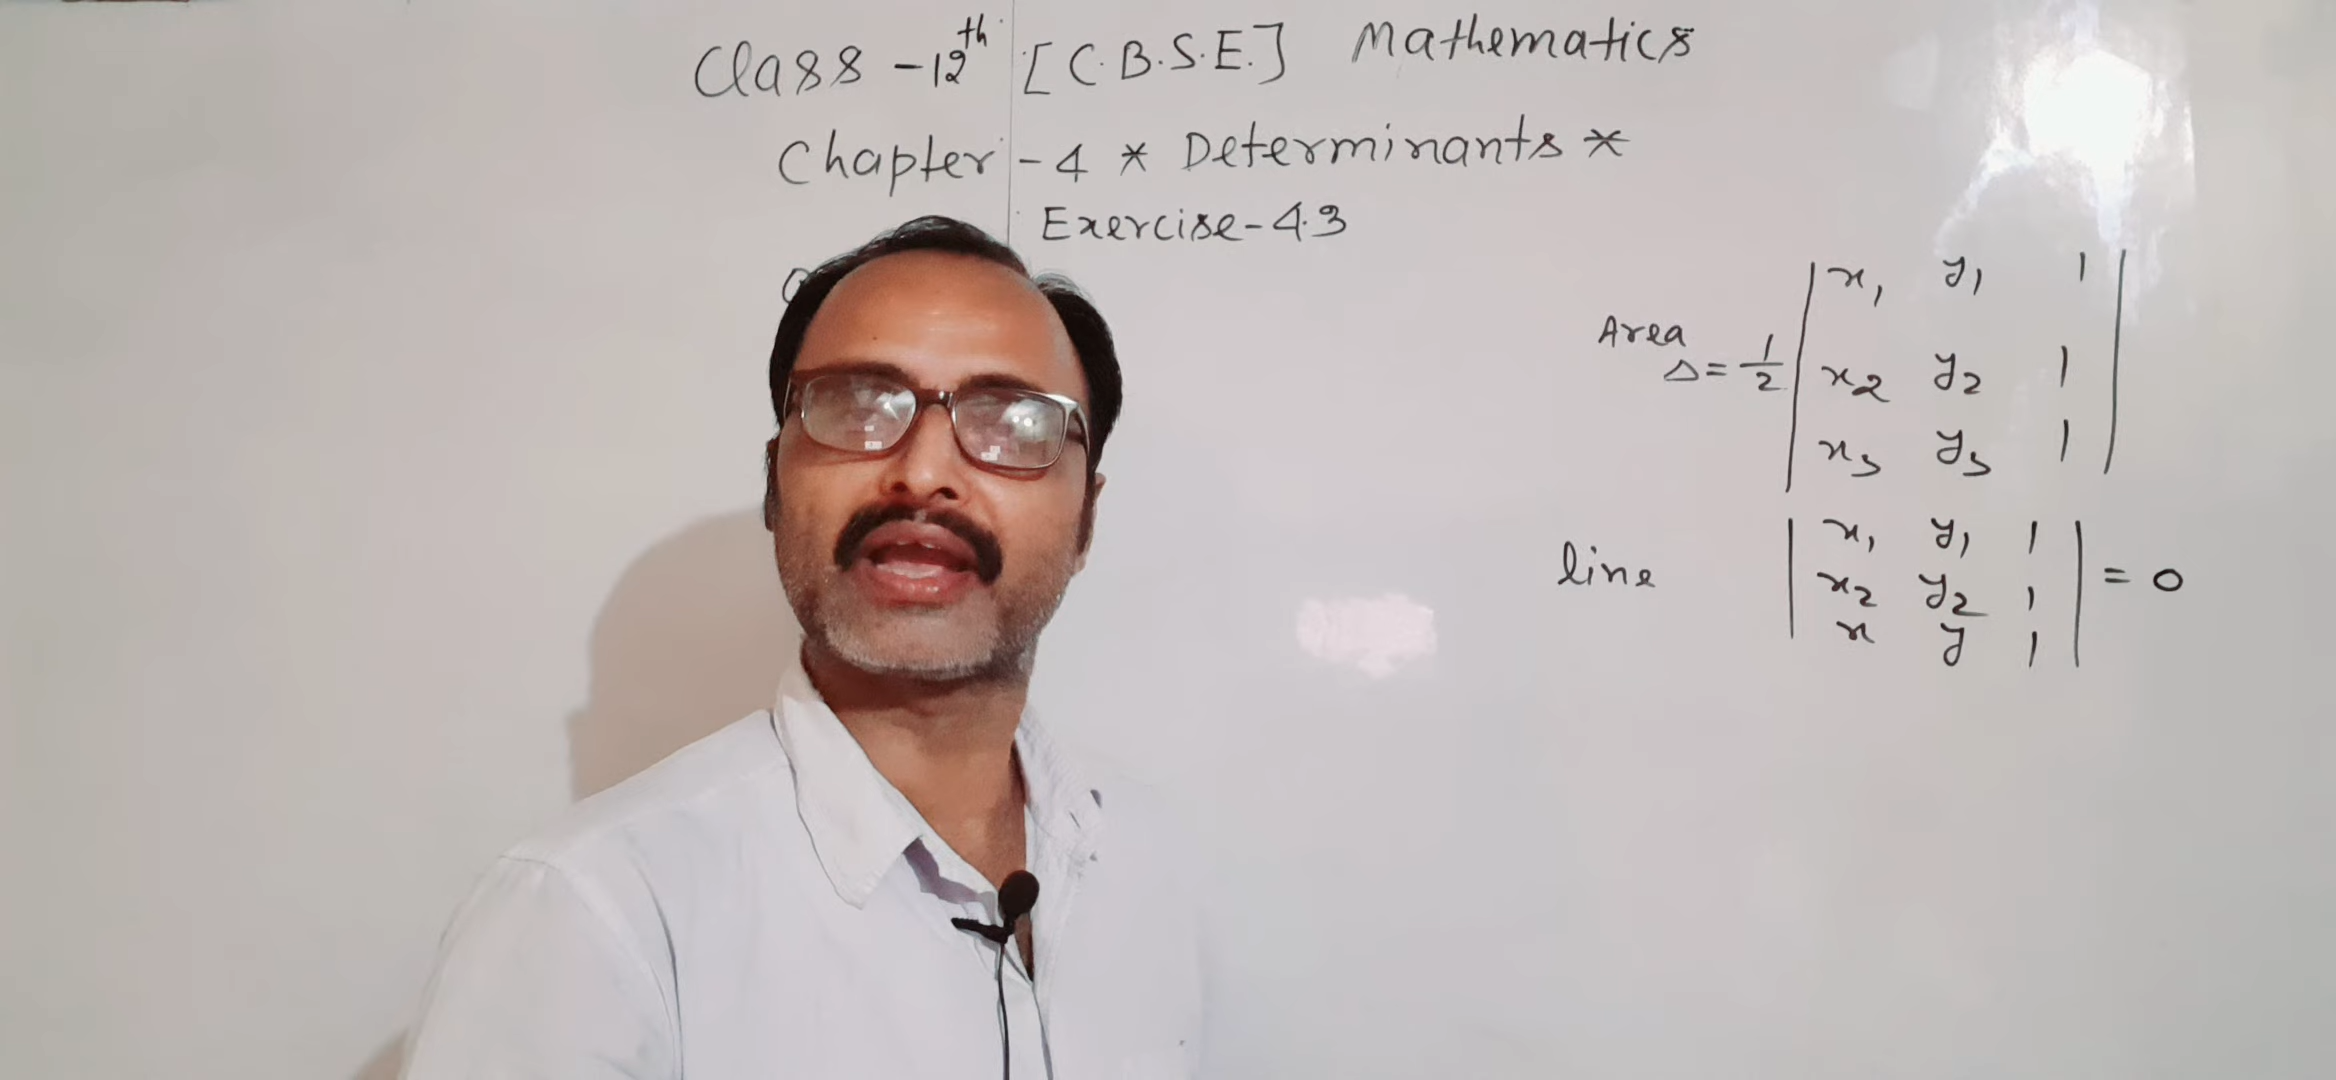 Class - 12th [C.B.S.E.] Mathematics
Chapter - 4 * Determinants *
Exercise - 4.3
Area
Δ = 1/2 | x₁ y₁ 1 |
| x₂ y₂ 1 |
| x₃ y₃ 1 |
line | x₁ y₁ 1 |
| x₂ y₂ 1 | = 0
| x y 1 |